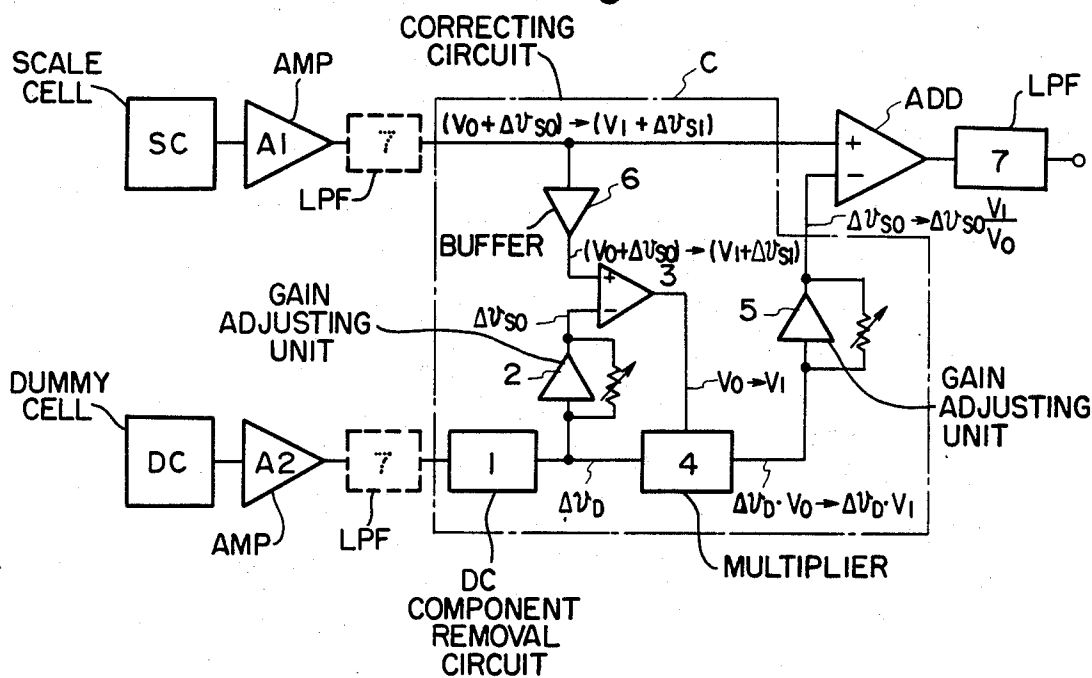 CORRECTING
CIRCUIT
C
SCALE
CELL
AMP
LPF
ADD
SC
A1
7
LPF
(V0+ΔυS0)→(V1+ΔυS1)
+
−
7
6
BUFFER
(V0+ΔυS0)→(V1+ΔυS1)
ΔυS0→ΔυS0 V1/V0
3
+
−
GAIN
ADJUSTING
UNIT
ΔυS0
2
5
V0→V1
GAIN
ADJUSTING
UNIT
DUMMY
CELL
DC
A2
7
1
4
ΔυD
ΔυD·V0→ΔυD·V1
AMP
LPF
MULTIPLIER
DC
COMPONENT
REMOVAL
CIRCUIT